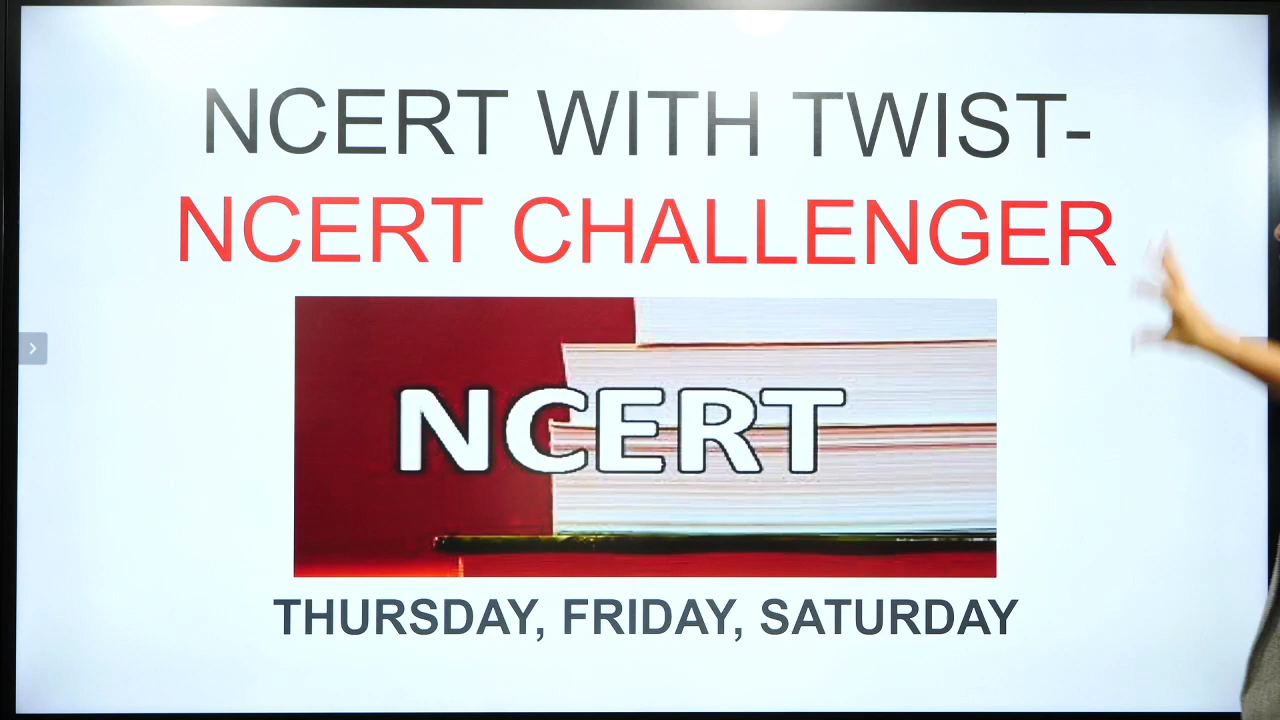 NCERT WITH TWIST-
NCERT CHALLENGER
NCERT
THURSDAY, FRIDAY, SATURDAY